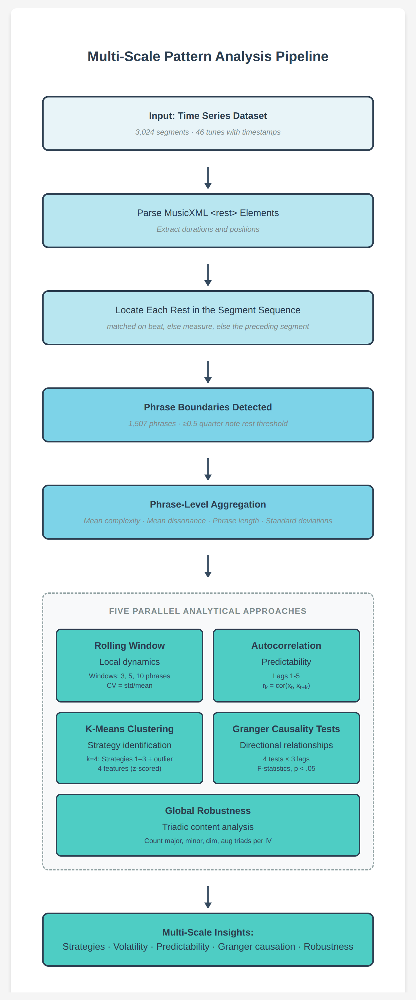 Multi-Scale Pattern Analysis Pipeline
Input: Time Series Dataset
3,024 segments · 46 tunes with timestamps
Parse MusicXML <rest> Elements
Extract durations and positions
Locate Each Rest in the Segment Sequence
matched on beat, else measure, else the preceding segment
Phrase Boundaries Detected
1,507 phrases · ≥0.5 quarter note rest threshold
Phrase-Level Aggregation
Mean complexity · Mean dissonance · Phrase length · Standard deviations
FIVE PARALLEL ANALYTICAL APPROACHES
Rolling Window
Local dynamics
Windows: 3, 5, 10 phrases
CV = std/mean
Autocorrelation
Predictability
Lags 1-5
rk = cor(xt, xt+k)
K-Means Clustering
Strategy identification
k=4: Strategies 1–3 + outlier
4 features (z-scored)
Granger Causality Tests
Directional relationships
4 tests × 3 lags
F-statistics, p < .05
Global Robustness
Triadic content analysis
Count major, minor, dim, aug triads per IV
Multi-Scale Insights:
Strategies · Volatility · Predictability · Granger causation · Robustness